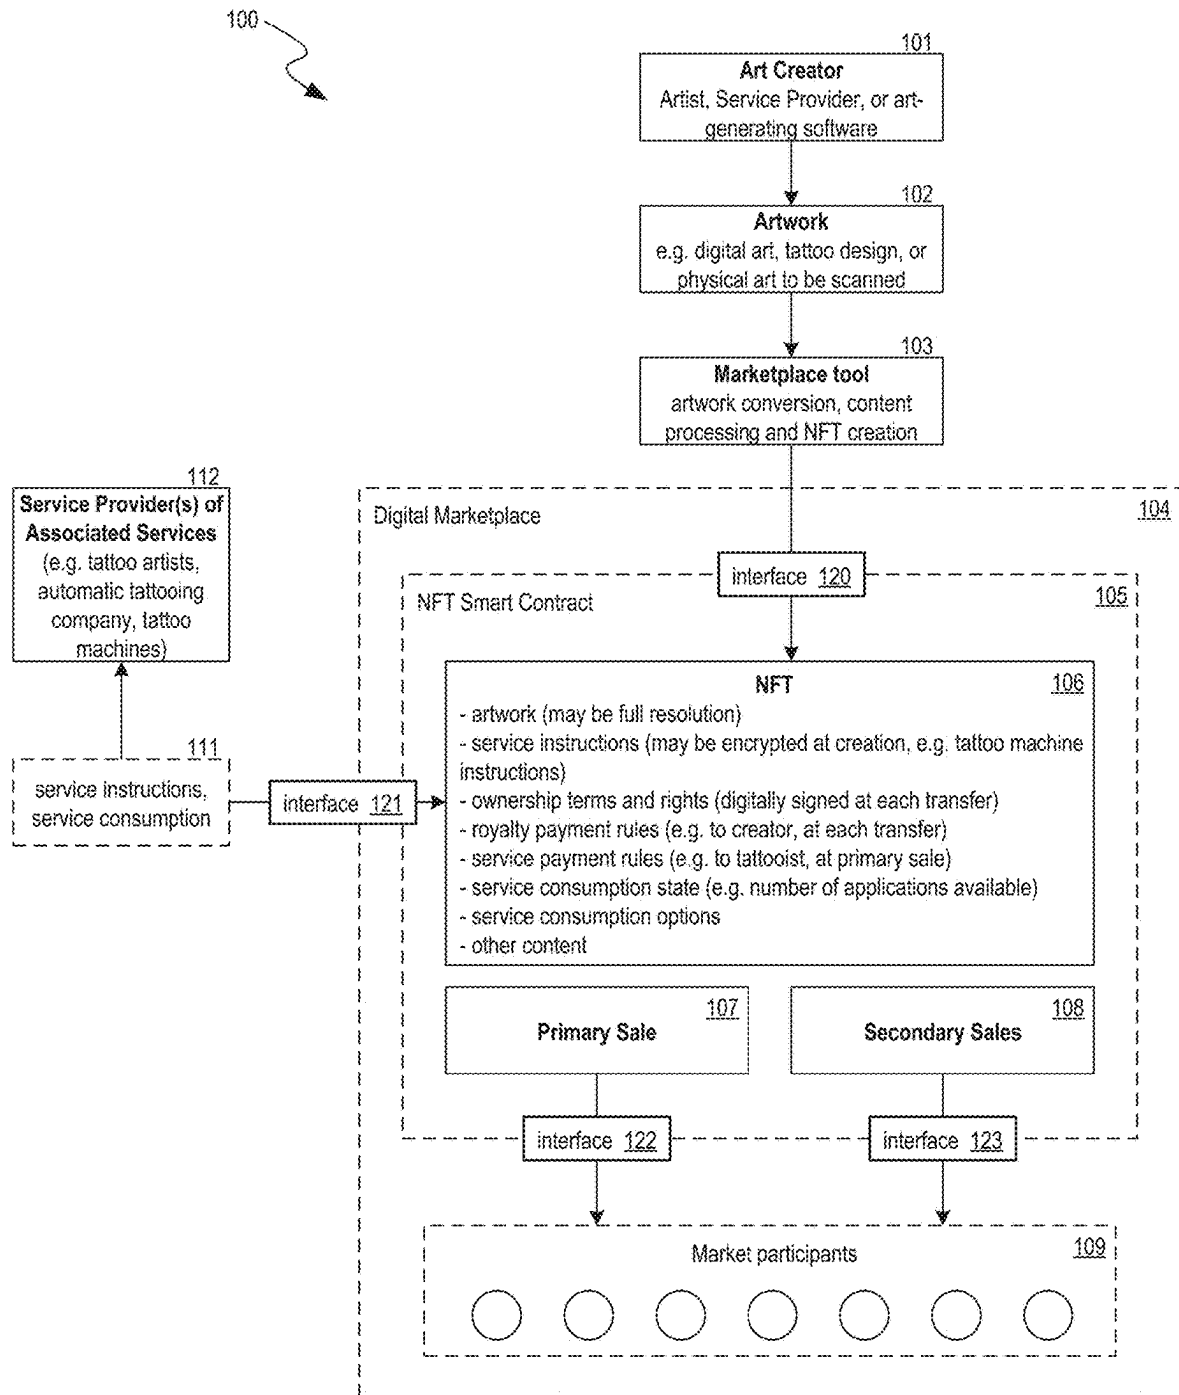 100
101
Art Creator
Artist, Service Provider, or art-
generating software
102
Artwork
e.g. digital art, tattoo design, or
physical art to be scanned
103
Marketplace tool
artwork conversion, content
processing and NFT creation
112
Service Provider(s) of
Associated Services
(e.g. tattoo artists,
automatic tattooing
company, tattoo
machines)
111
service instructions,
service consumption
Digital Marketplace 104
interface 120
NFT Smart Contract 105
NFT 106
- artwork (may be full resolution)
- service instructions (may be encrypted at creation, e.g. tattoo machine
instructions)
- ownership terms and rights (digitally signed at each transfer)
- royalty payment rules (e.g. to creator, at each transfer)
- service payment rules (e.g. to tattooist, at primary sale)
- service consumption state (e.g. number of applications available)
- service consumption options
- other content
interface 121
107
Primary Sale
108
Secondary Sales
interface 122
interface 123
Market participants 109